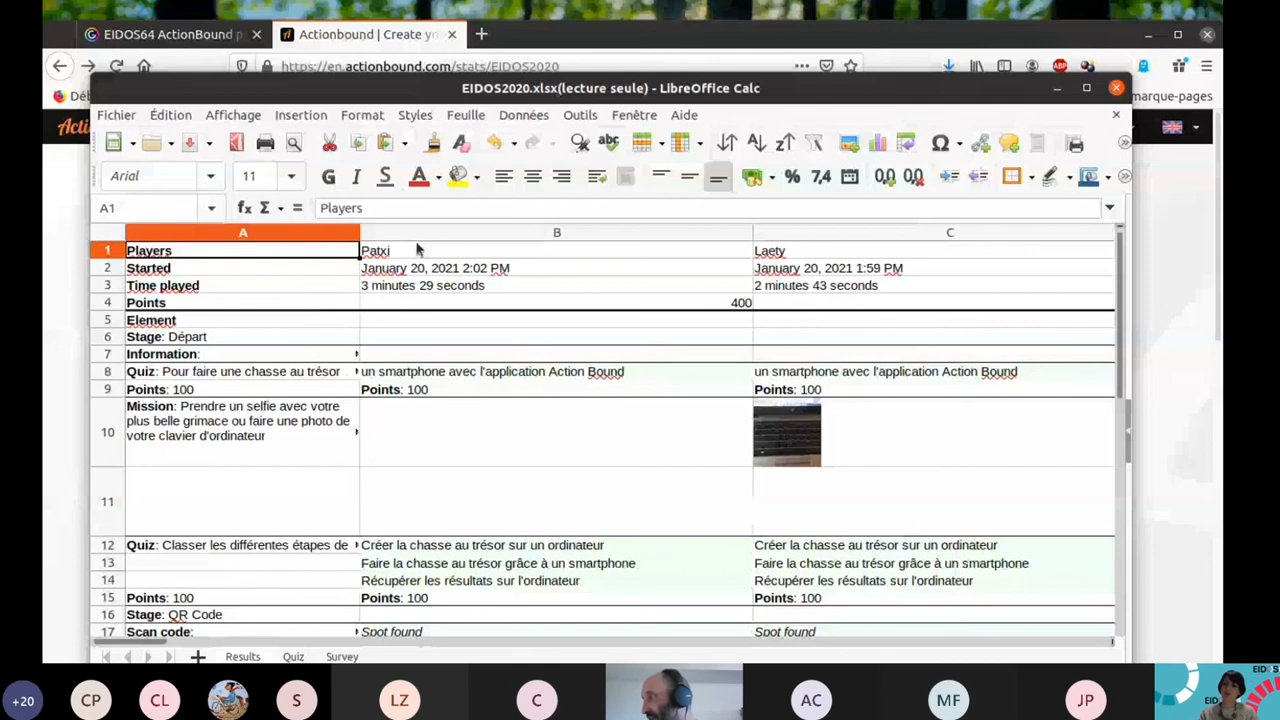 EIDOS64 ActionBound p
Actionbound | Create yo
https://en.actionbound.com/stats/EIDOS2020
ABP
EIDOS2020.xlsx(lecture seule) - LibreOffice Calc
Déb
marque-pages
Fichier Édition Affichage Insertion Format Styles Feuille Données Outils Fenêtre Aide
Acti
Arial 11
% 7,4
A1 Players
A B C
1 Players Patxi Laety
2 Started January 20, 2021 2:02 PM January 20, 2021 1:59 PM
3 Time played 3 minutes 29 seconds 2 minutes 43 seconds
4 Points 400
5 Element
6 Stage: Départ
7 Information:
8 Quiz: Pour faire une chasse au trésor un smartphone avec l'application Action Bound un smartphone avec l'application Action Bound
9 Points: 100 Points: 100 Points: 100
10 Mission: Prendre un selfie avec votre
plus belle grimace ou faire une photo de
votre clavier d'ordinateur
11
12 Quiz: Classer les différentes étapes de Créer la chasse au trésor sur un ordinateur Créer la chasse au trésor sur un ordinateur
13 Faire la chasse au trésor grâce à un smartphone Faire la chasse au trésor grâce à un smartphone
14 Récupérer les résultats sur l'ordinateur Récupérer les résultats sur l'ordinateur
15 Points: 100 Points: 100 Points: 100
16 Stage: QR Code
17 Scan code: Spot found Spot found
Results Quiz Survey
+20 CP CL S LZ C AC MF JP
EID S
EID